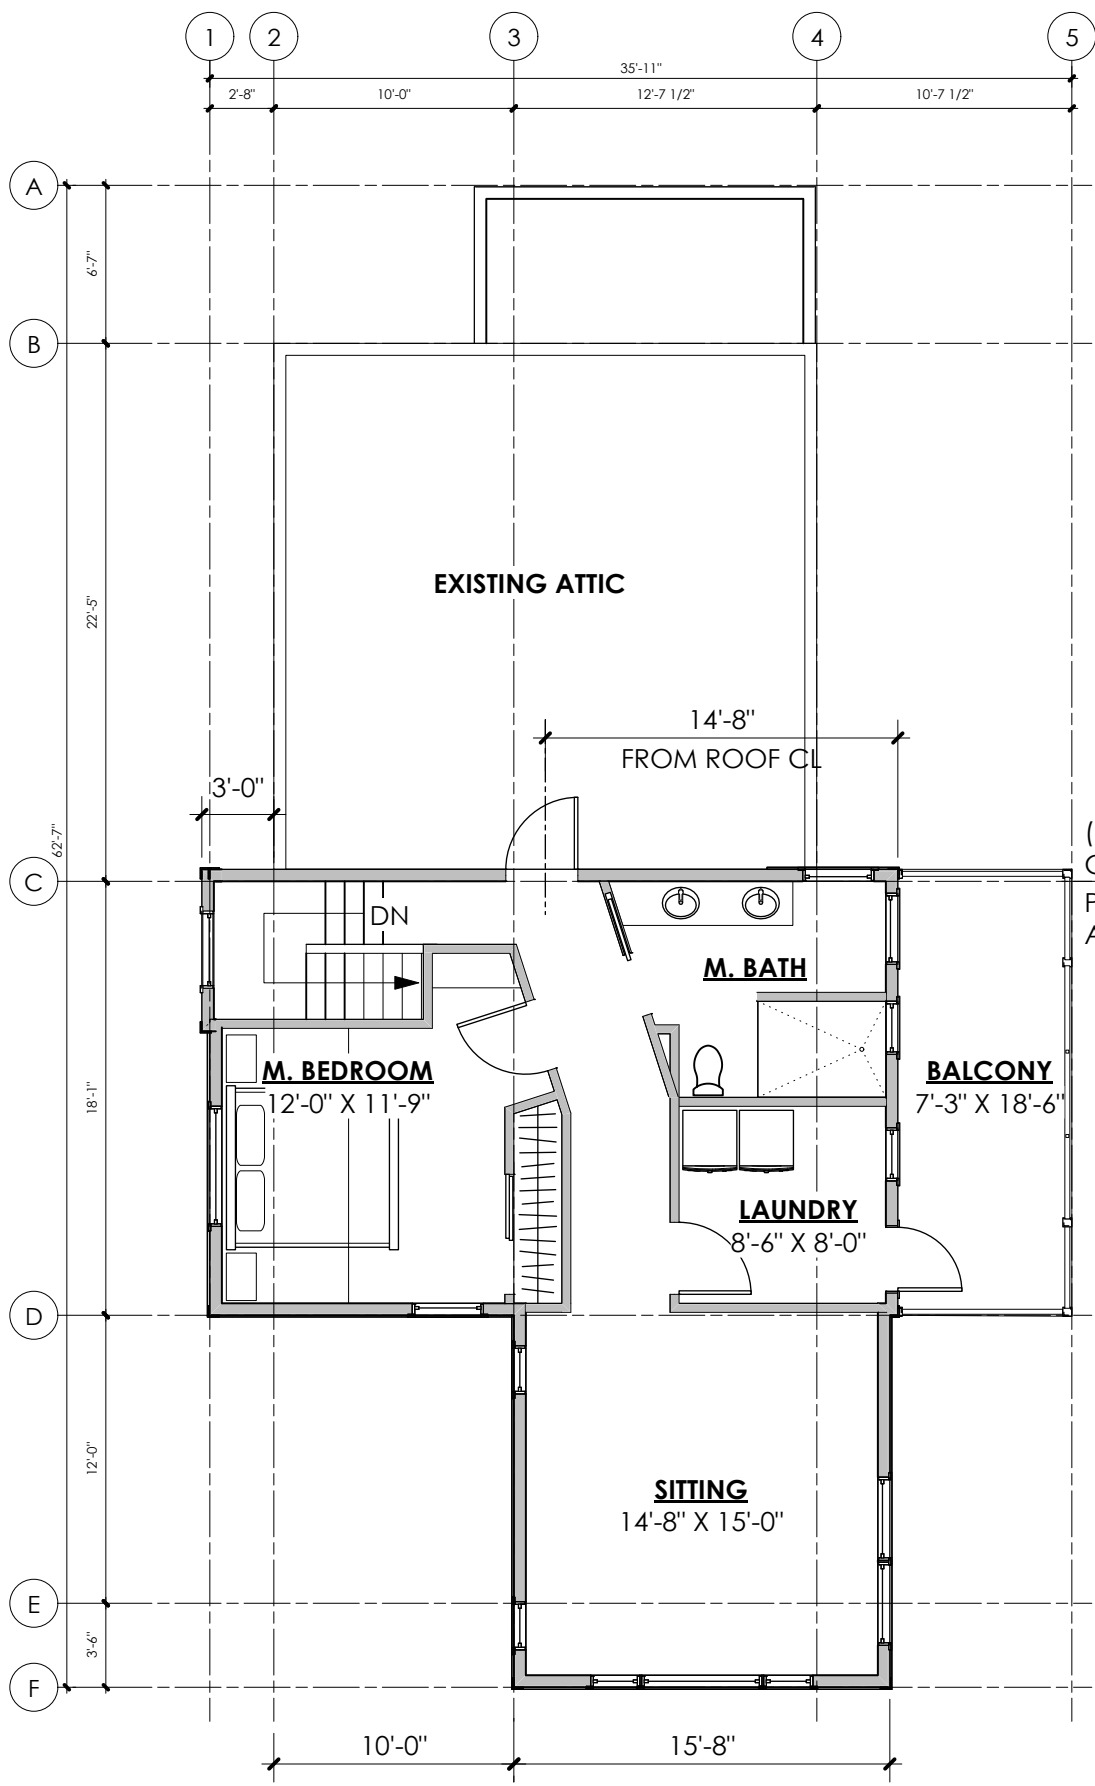 1 2 3 4 5
35'-11"
2'-8" 10'-0" 12'-7 1/2" 10'-7 1/2"
A
6'-7"
B
22'-5"
EXISTING ATTIC
14'-8"
FROM ROOF CL
3'-0"
62'-7"
C
DN
M. BATH
M. BEDROOM
12'-0" X 11'-9"
BALCONY
7'-3" X 18'-6"
18'-1"
LAUNDRY
8'-6" X 8'-0"
D
12'-0"
SITTING
14'-8" X 15'-0"
E
3'-6"
F
10'-0" 15'-8"